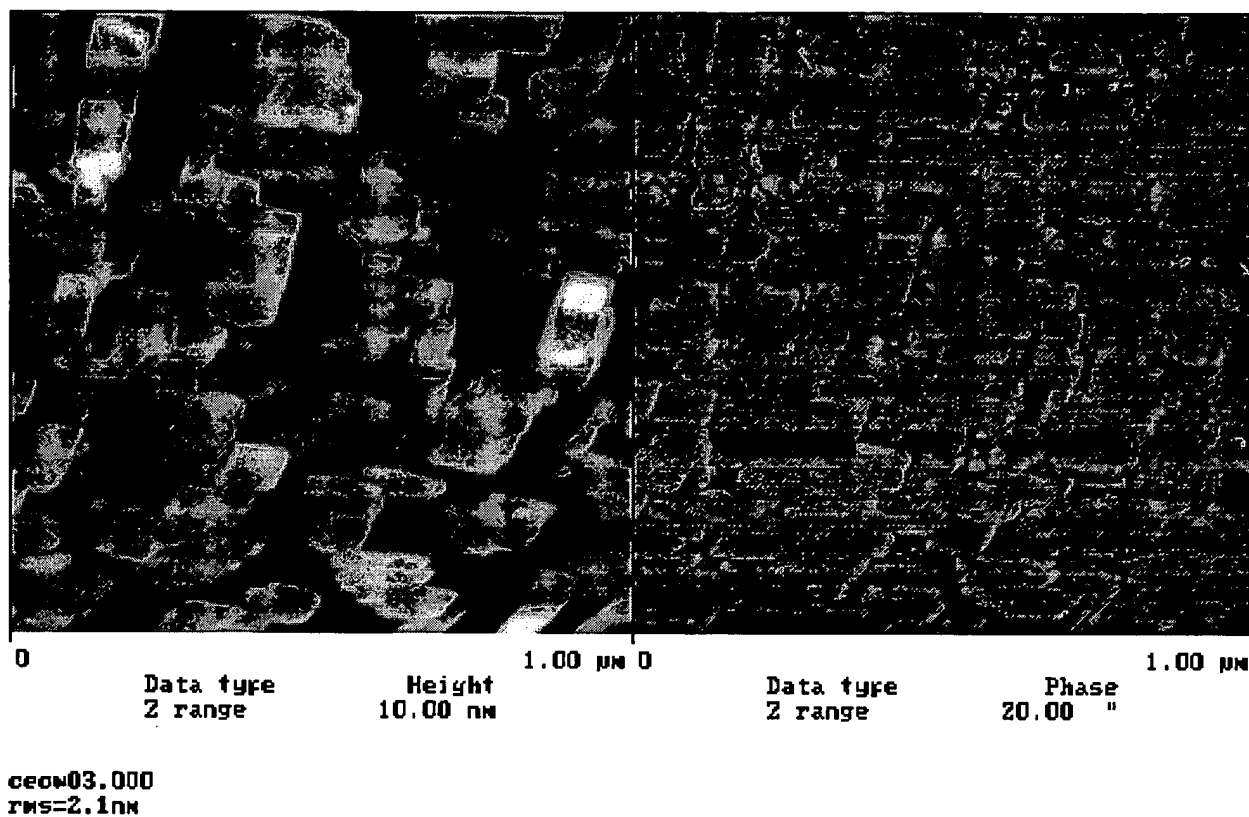 0 1.00 µm 0 1.00 µm
Data type Height Data type Phase
Z range 10.00 nm Z range 20.00 °
ceow03.000
rms=2.1nm